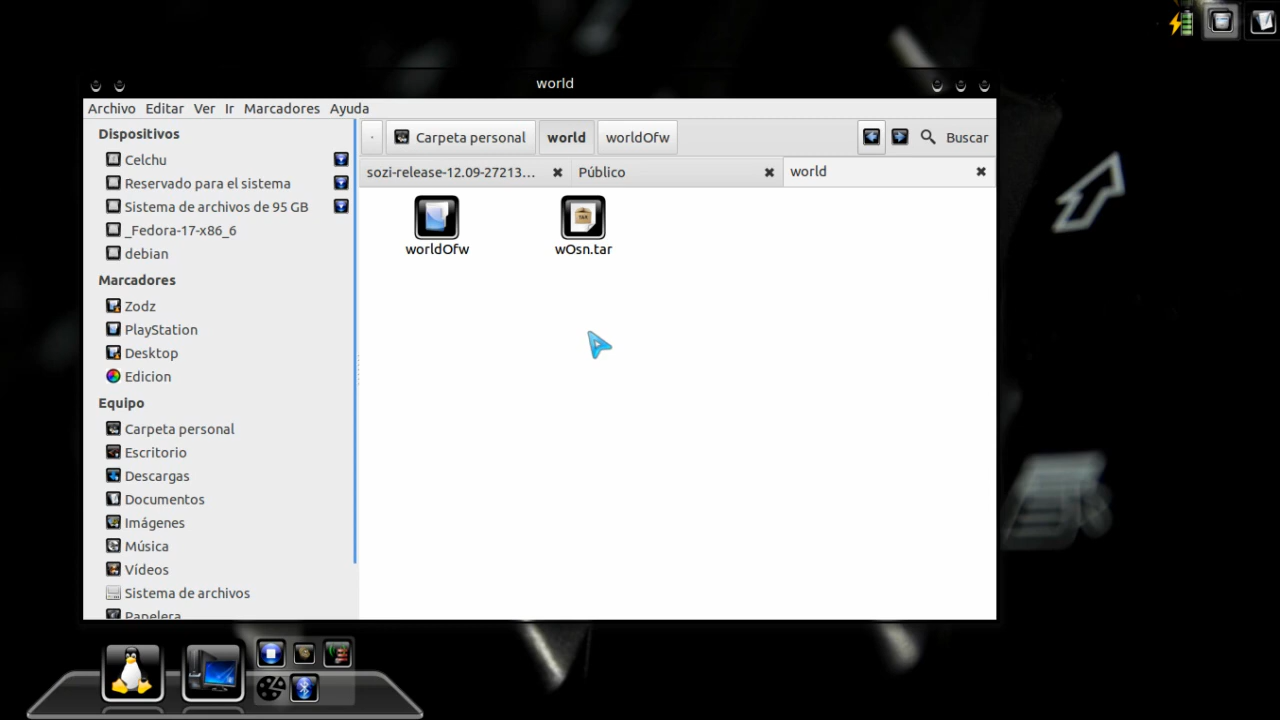 world
Archivo Editar Ver Ir Marcadores Ayuda
Dispositivos
Celchu
Reservado para el sistema
Sistema de archivos de 95 GB
_Fedora-17-x86_6
debian
Marcadores
Zodz
PlayStation
Desktop
Edicion
Equipo
Carpeta personal
Escritorio
Descargas
Documentos
Imágenes
Música
Vídeos
Sistema de archivos
Papelera
Carpeta personal world worldOfw Buscar
sozi-release-12.09-27213... Público world
TAR
worldOfw wOsn.tar